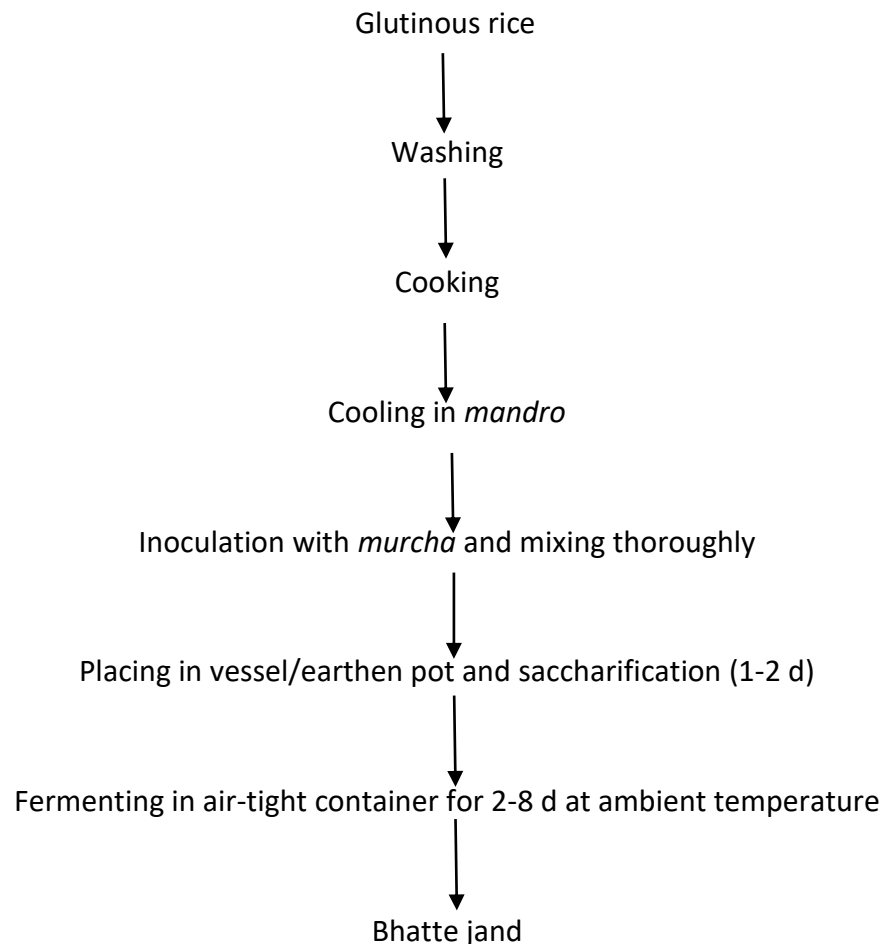 Glutinous rice
Washing
Cooking
Cooling in mandro
Inoculation with murcha and mixing thoroughly
Placing in vessel/earthen pot and saccharification (1-2 d)
Fermenting in air-tight container for 2-8 d at ambient temperature
Bhatte jand